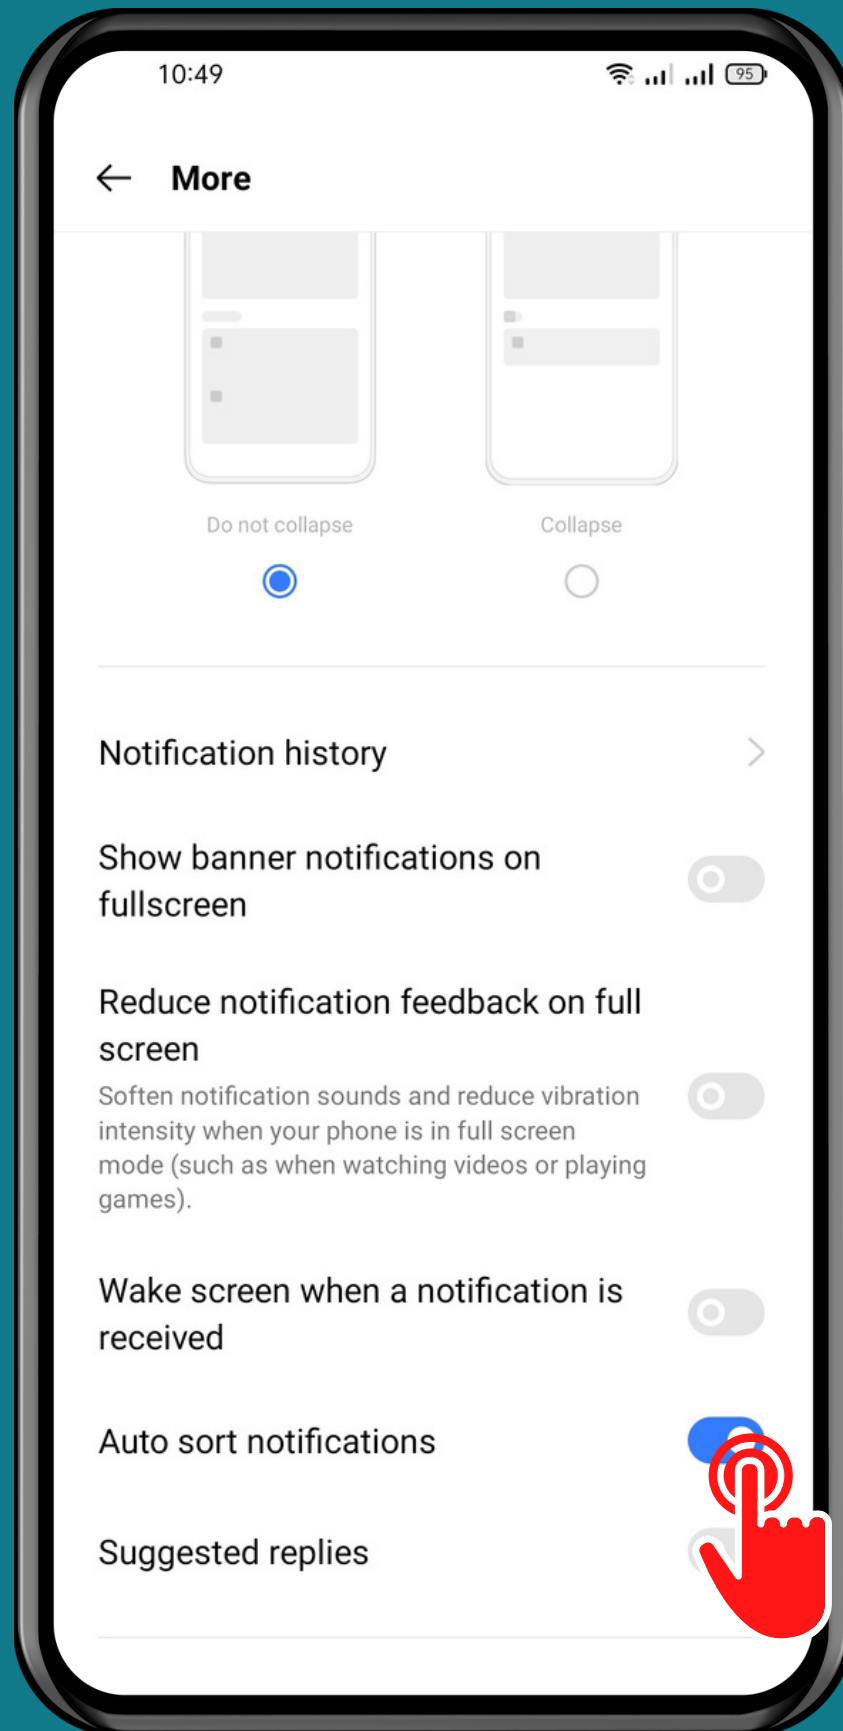 10:49
95
More
Do not collapse
Collapse
Notification history
Show banner notifications on
fullscreen
Reduce notification feedback on full
screen
Soften notification sounds and reduce vibration
intensity when your phone is in full screen
mode (such as when watching videos or playing
games).
Wake screen when a notification is
received
Auto sort notifications
Suggested replies